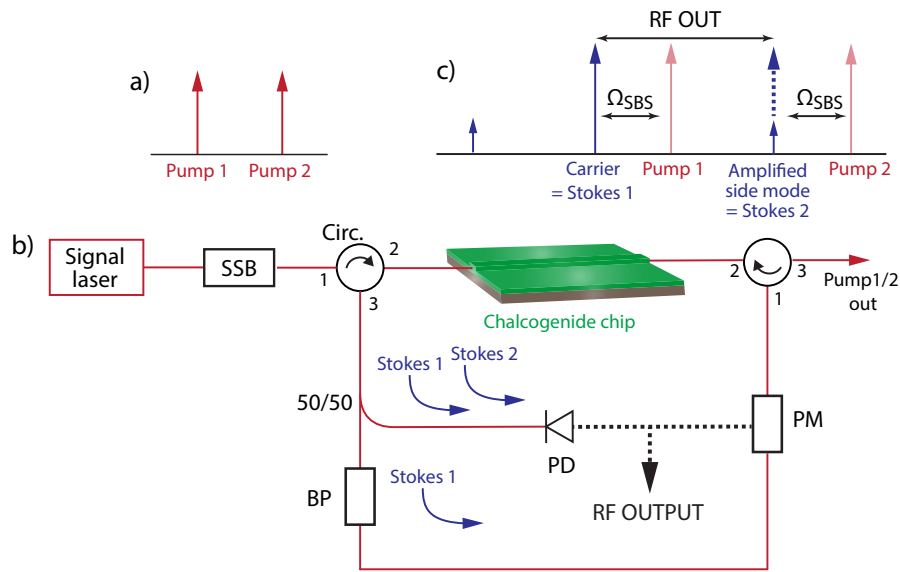 a)
Pump 1
Pump 2
c)
RF OUT
ΩSBS
ΩSBS
Carrier
= Stokes 1
Pump 1
Amplified
side mode
= Stokes 2
Pump 2
b)
Signal
laser
SSB
Circ.
1
2
3
Chalcogenide chip
2
3
1
Pump1/2
out
Stokes 1
Stokes 2
50/50
PD
PM
BP
Stokes 1
RF OUTPUT